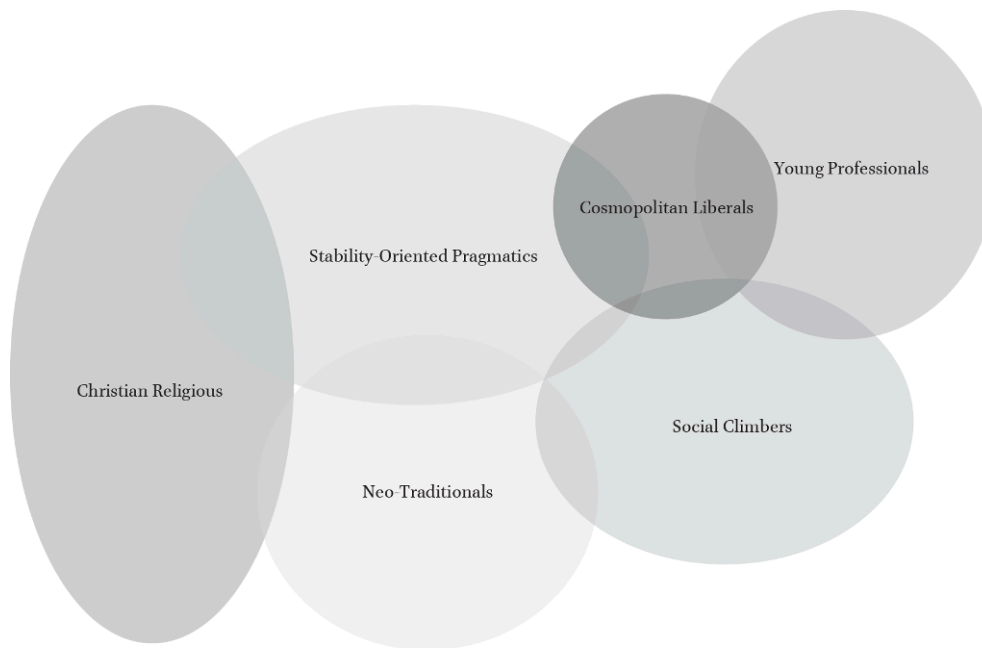 Young Professionals
Cosmopolitan Liberals
Stability-Oriented Pragmatics
Christian Religious
Social Climbers
Neo-Traditionals